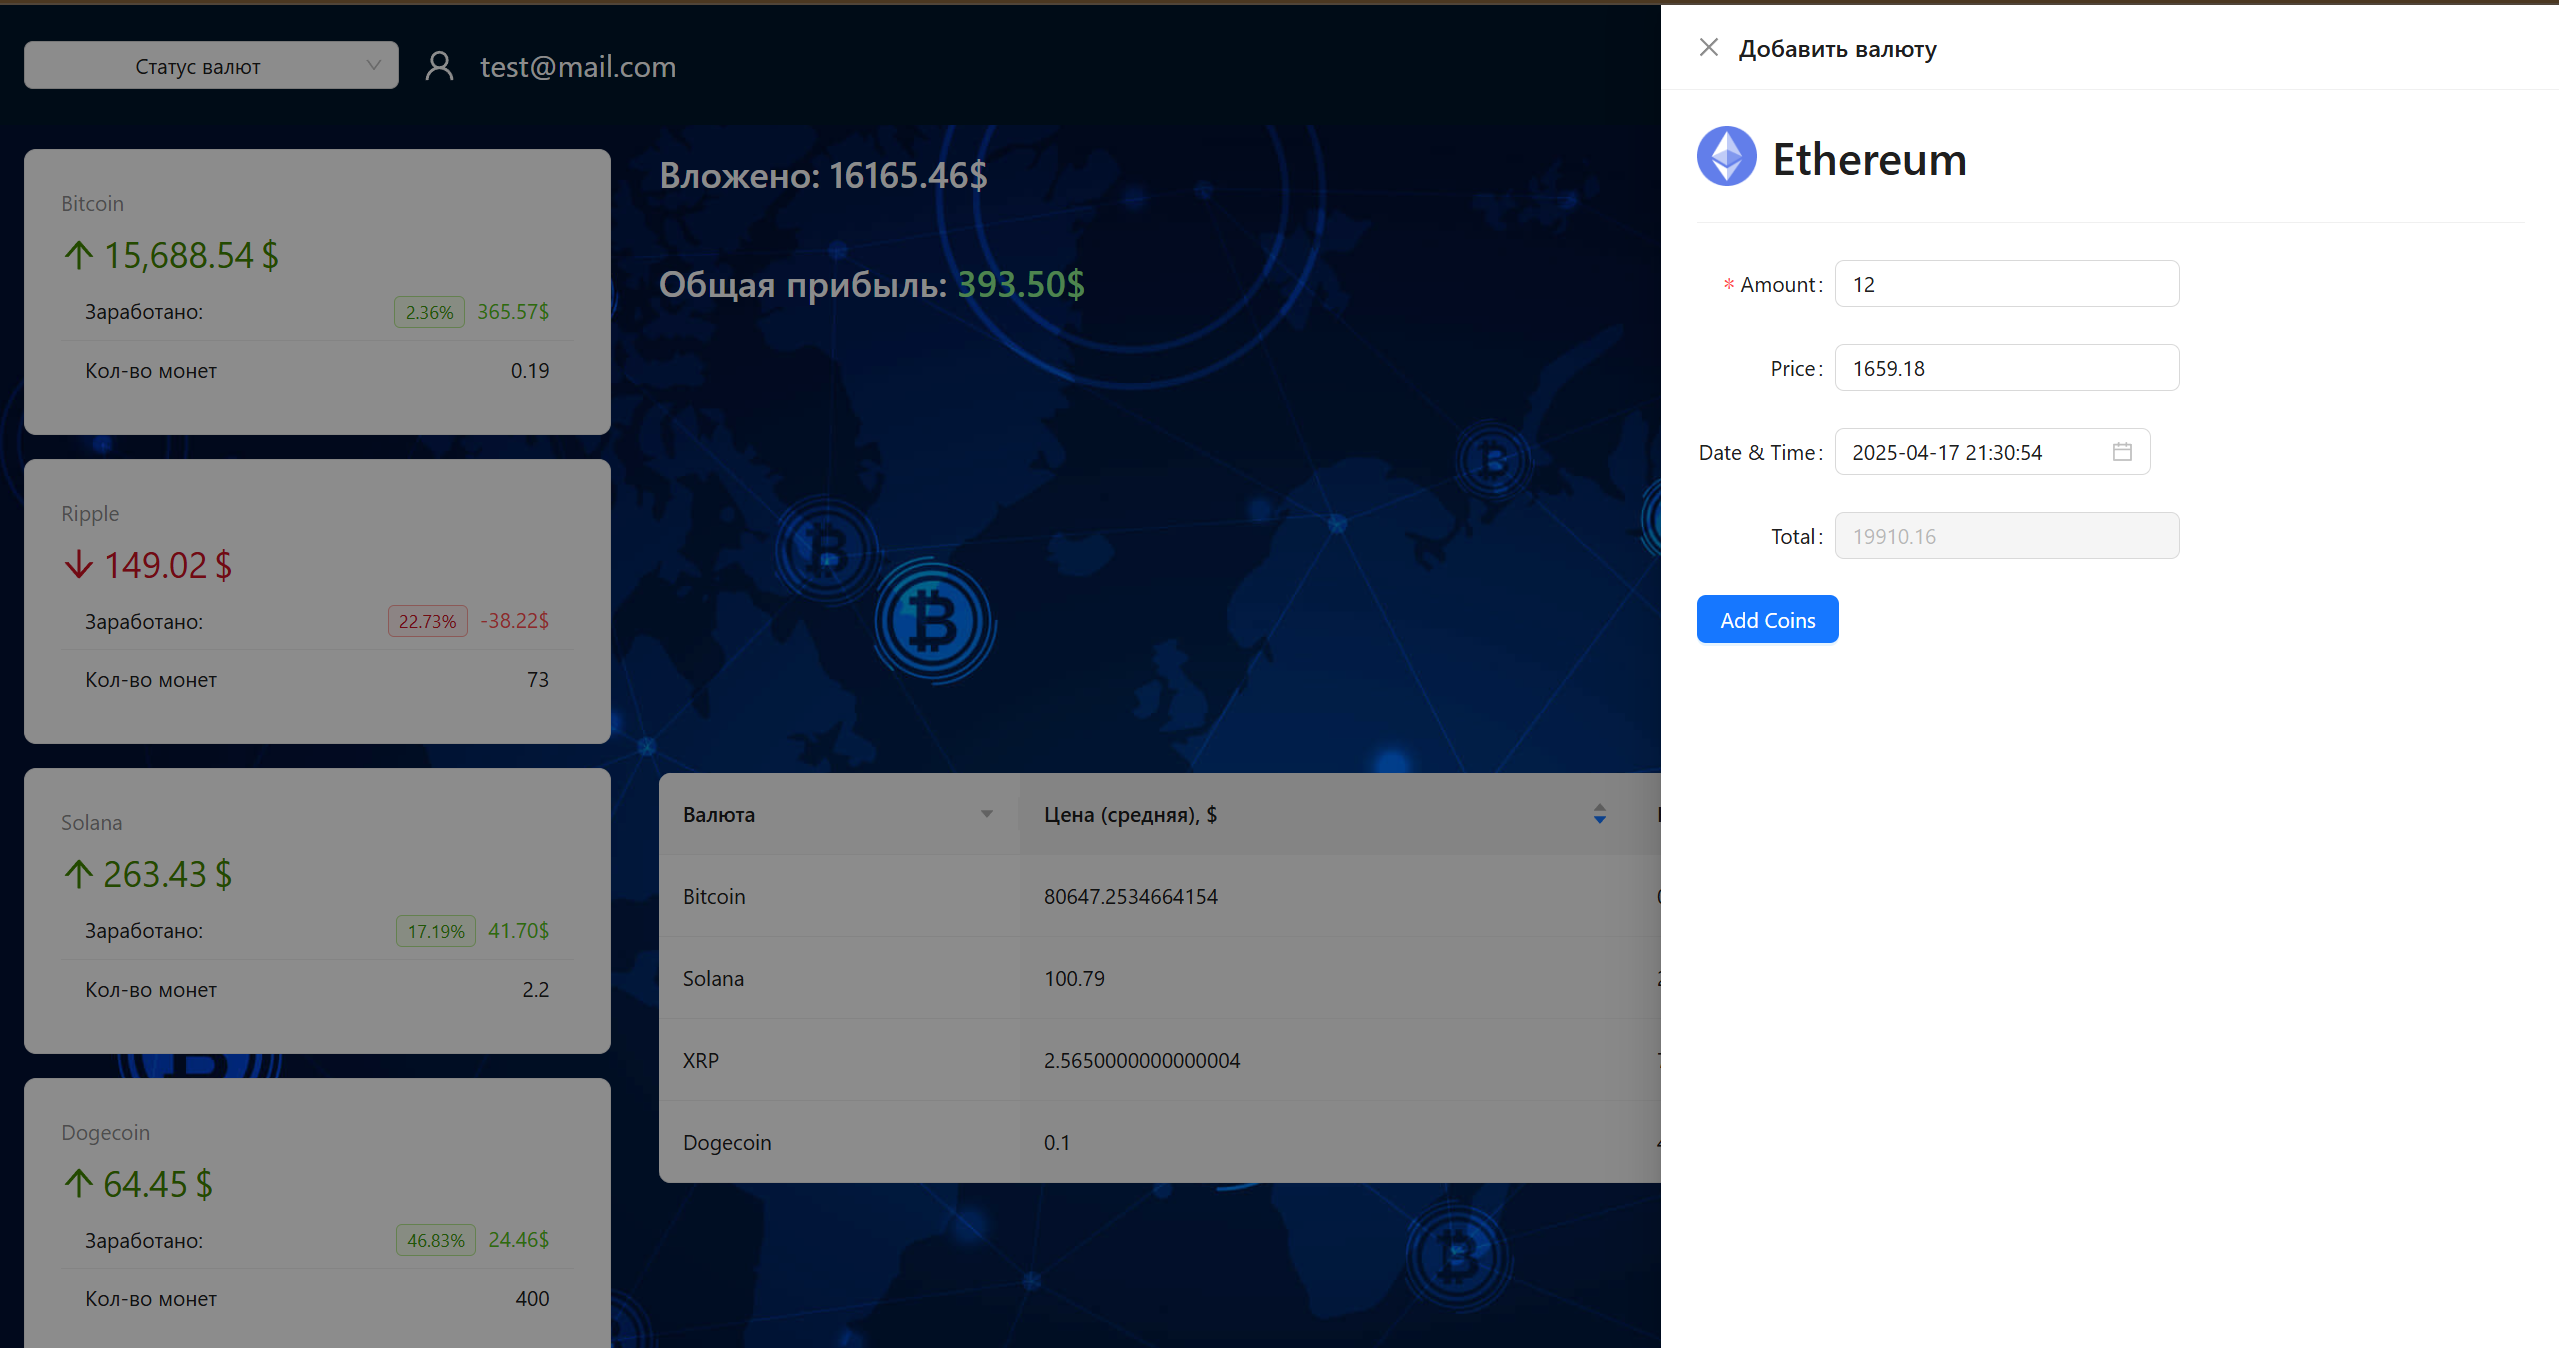 Статус валют
test@mail.com
Bitcoin
15,688.54 $
Заработано: 2.36% 365.57$
Кол-во монет 0.19
Ripple
149.02 $
Заработано: 22.73% -38.22$
Кол-во монет 73
Solana
263.43 $
Заработано: 17.19% 41.70$
Кол-во монет 2.2
Dogecoin
64.45 $
Заработано: 46.83% 24.46$
Кол-во монет 400
Вложено: 16165.46$
Общая прибыль: 393.50$
Валюта Цена (средняя), $
Bitcoin 80647.2534664154
Solana 100.79
XRP 2.5650000000000004
Dogecoin 0.1
Добавить валюту
Ethereum
* Amount: 12
Price: 1659.18
Date & Time: 2025-04-17 21:30:54
Total: 19910.16
Add Coins